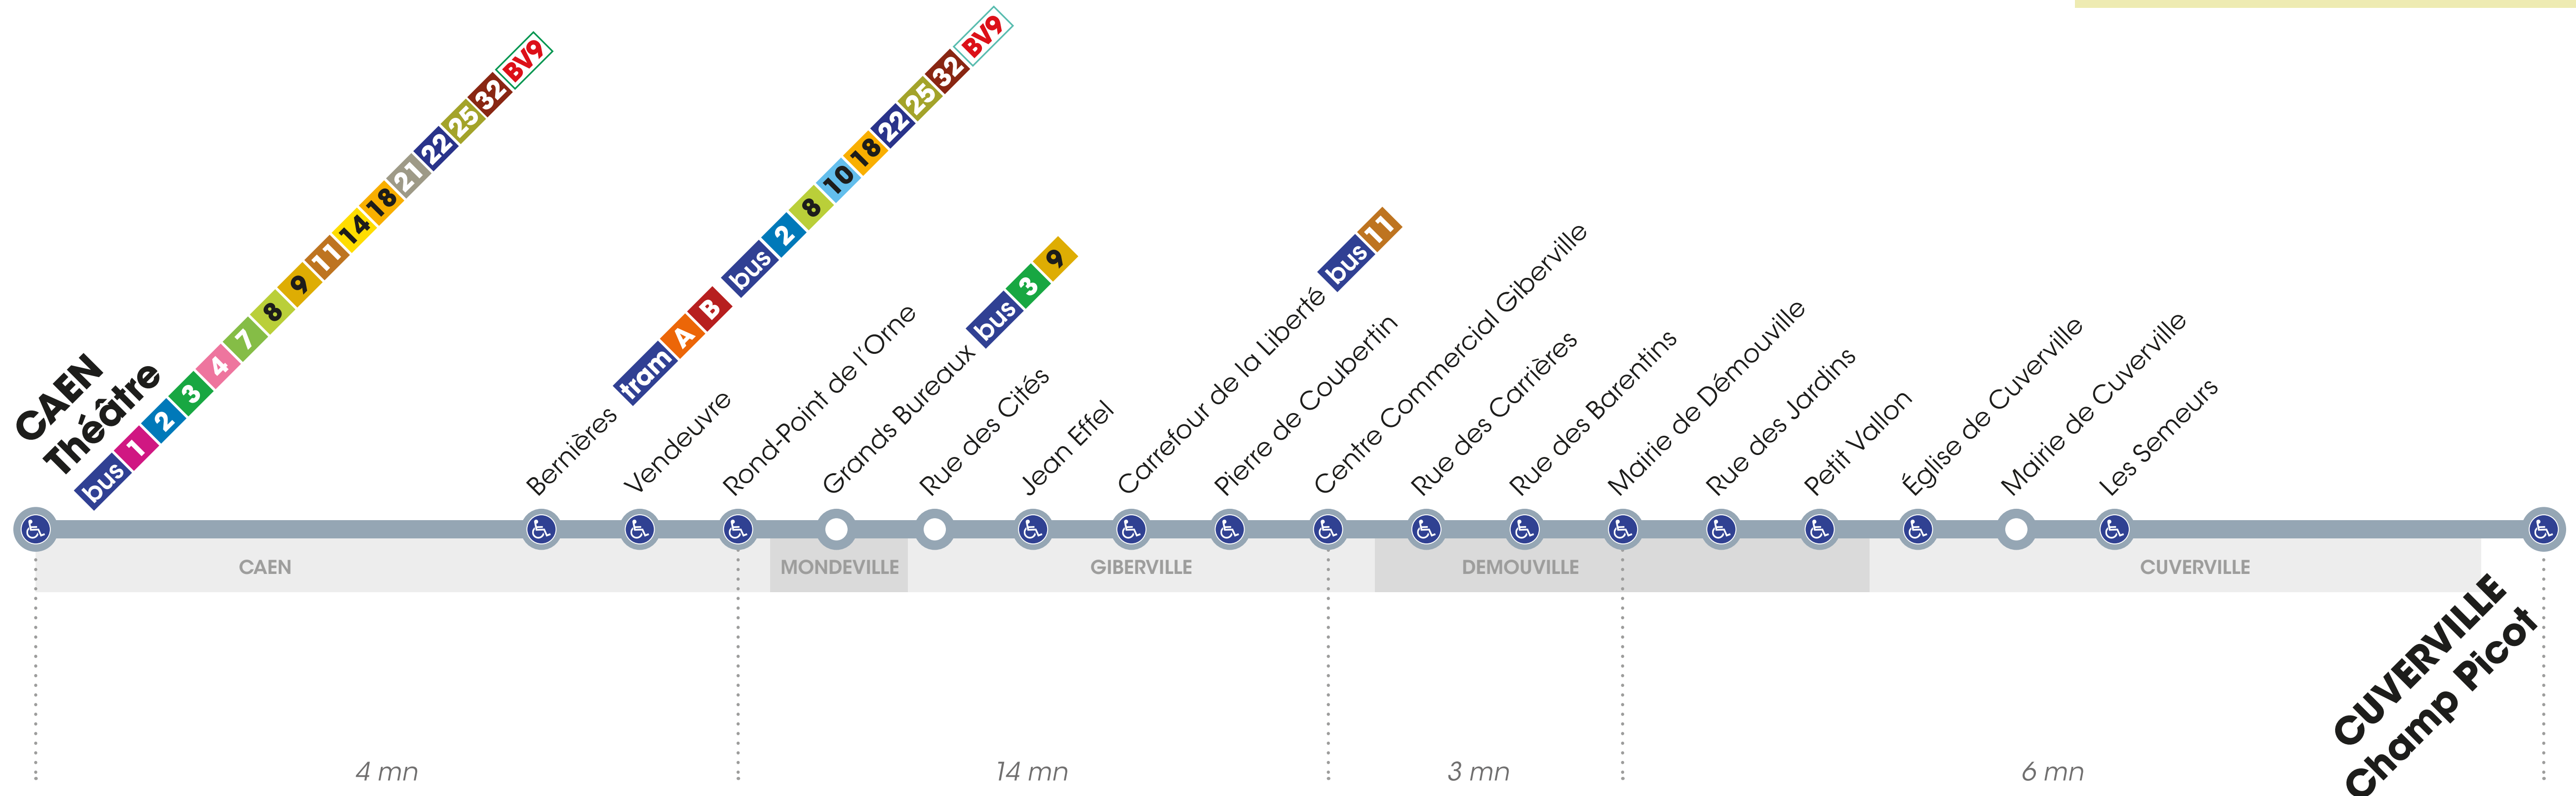 CAEN
Théâtre
bus 1 2 3 4 7 8 9 11 14 18 21 22 25 32 BV9
Bernières tram A B bus 2 8 10 18 22 25 32 BV9
Vendeuvre
Rond-Point de l'Orne
Grands Bureaux bus 3 9
Rue des Cités
Jean Effel
Carrefour de la Liberté bus 11
Pierre de Coubertin
Centre Commercial Giberville
Rue des Carrières
Rue des Barentins
Mairie de Démouville
Rue des Jardins
Petit Vallon
Église de Cuverville
Mairie de Cuverville
Les Semeurs
CUVERVILLE
Champ Picot
CAEN
MONDEVILLE
GIBERVILLE
DEMOUVILLE
CUVERVILLE
4 mn
14 mn
3 mn
6 mn